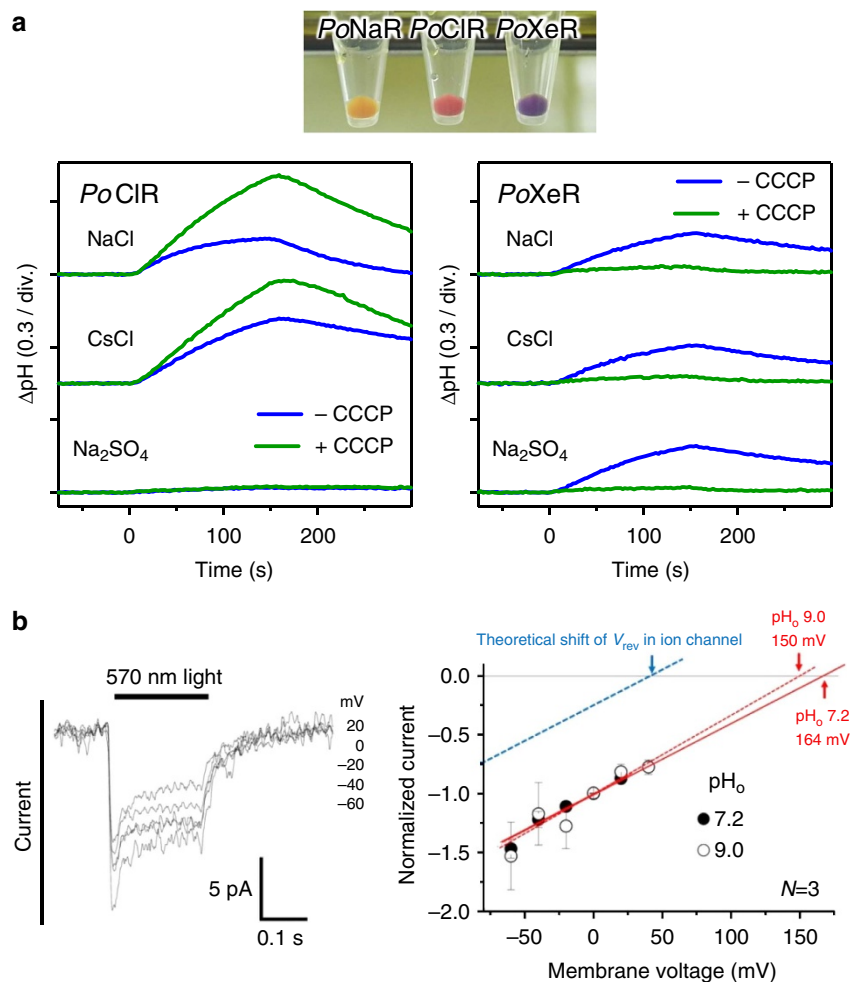 a
PoNaR PoClR PoXeR
PoClR
NaCl
CsCl
Na2SO4
– CCCP
+ CCCP
ΔpH (0.3 / div.)
0 100 200
Time (s)
PoXeR
– CCCP
+ CCCP
NaCl
CsCl
Na2SO4
ΔpH (0.3 / div.)
0 100 200
Time (s)
b
570 nm light
mV
20
0
–20
–40
–60
Current
5 pA
0.1 s
Theoretical shift of Vrev in ion channel
pHo 9.0
150 mV
pHo 7.2
164 mV
0.0
–0.5
–1.0
–1.5
–2.0
Normalized current
pHo
7.2
9.0
N=3
–50 0 50 100 150
Membrane voltage (mV)